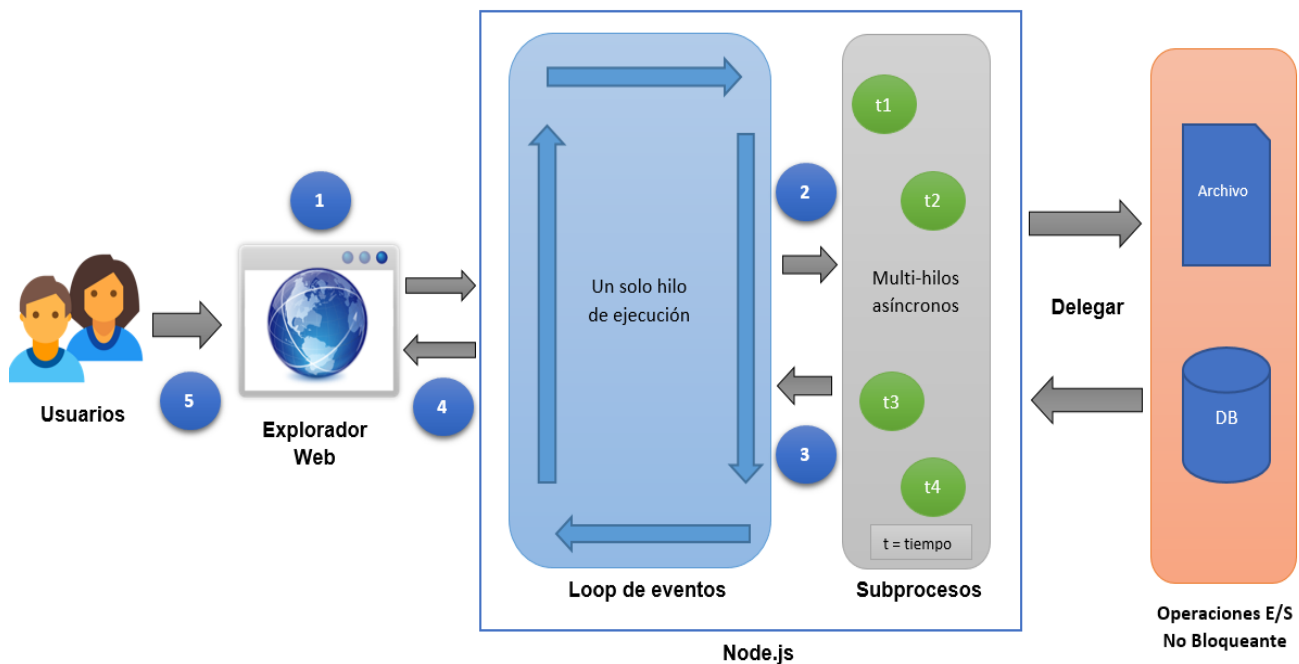 1
5
4
Usuarios
Explorador
Web
Un solo hilo
de ejecución
Loop de eventos
2
3
t1
t2
Multi-hilos
asíncronos
t3
t4
t = tiempo
Subprocesos
Node.js
Delegar
Archivo
DB
Operaciones E/S
No Bloqueante